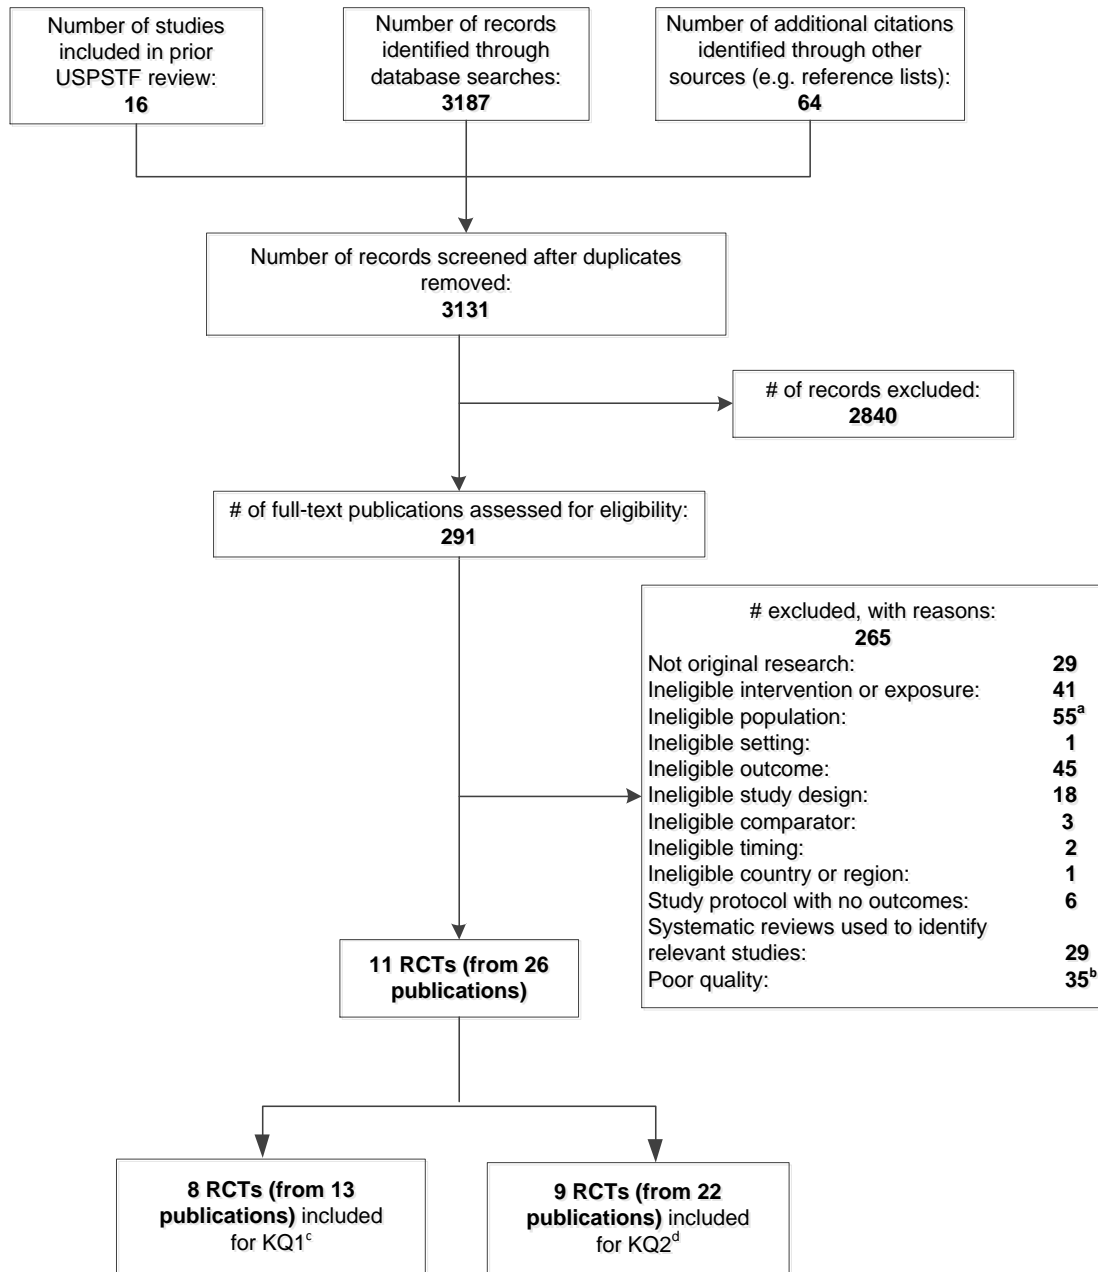 Number of studies
included in prior
USPSTF review:
16
Number of records
identified through
database searches:
3187
Number of additional citations
identified through other
sources (e.g. reference lists):
64
Number of records screened after duplicates
removed:
3131
# of records excluded:
2840
# of full-text publications assessed for eligibility:
291
# excluded, with reasons:
265
Not original research: 29
Ineligible intervention or exposure: 41
Ineligible population: 55a
Ineligible setting: 1
Ineligible outcome: 45
Ineligible study design: 18
Ineligible comparator: 3
Ineligible timing: 2
Ineligible country or region: 1
Study protocol with no outcomes: 6
Systematic reviews used to identify
relevant studies: 29
Poor quality: 35b
11 RCTs (from 26
publications)
8 RCTs (from 13
publications) included
for KQ1c
9 RCTs (from 22
publications) included
for KQ2d